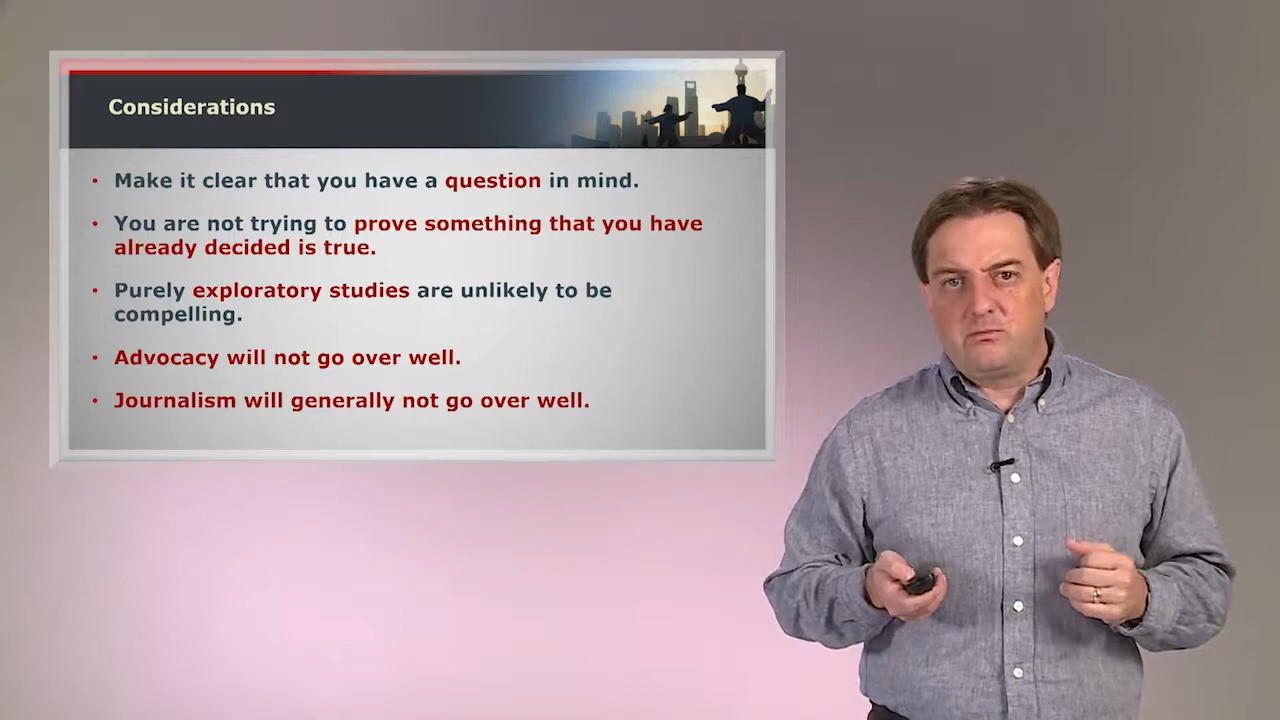 Considerations
• Make it clear that you have a question in mind.
• You are not trying to prove something that you have
already decided is true.
• Purely exploratory studies are unlikely to be
compelling.
• Advocacy will not go over well.
• Journalism will generally not go over well.